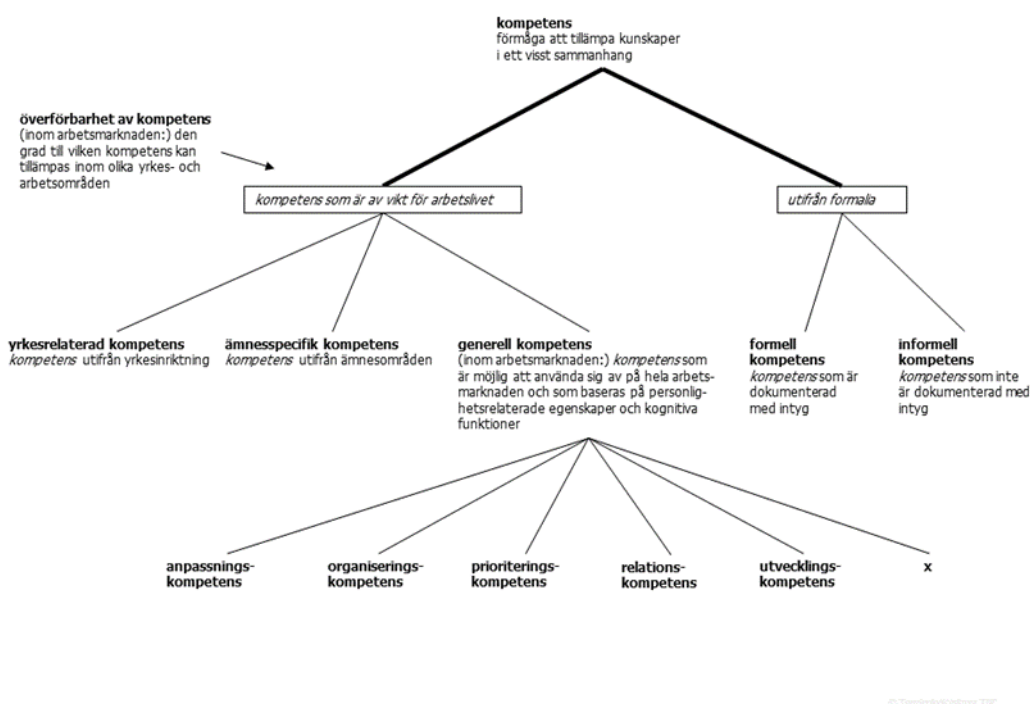 kompetens
förmåga att tillämpa kunskaper
i ett visst sammanhang
överförbarhet av kompetens
(inom arbetsmarknaden:) den
grad till vilken kompetens kan
tillämpas inom olika yrkes- och
arbetsområden
kompetens som är av vikt för arbetslivet
utifrån formalia
yrkesrelaterad kompetens
kompetens utifrån yrkesinriktning
ämnesspecifik kompetens
kompetens utifrån ämnesområden
generell kompetens
(inom arbetsmarknaden:) kompetens som
är möjlig att använda sig av på hela arbets-
marknaden och som baseras på personlig-
hetsrelaterade egenskaper och kognitiva
funktioner
formell
kompetens
kompetens som är
dokumenterad
med intyg
informell
kompetens
kompetens som inte
är dokumenterad med
intyg
anpassnings-
kompetens
organiserings-
kompetens
prioriterings-
kompetens
relations-
kompetens
utvecklings-
kompetens
x